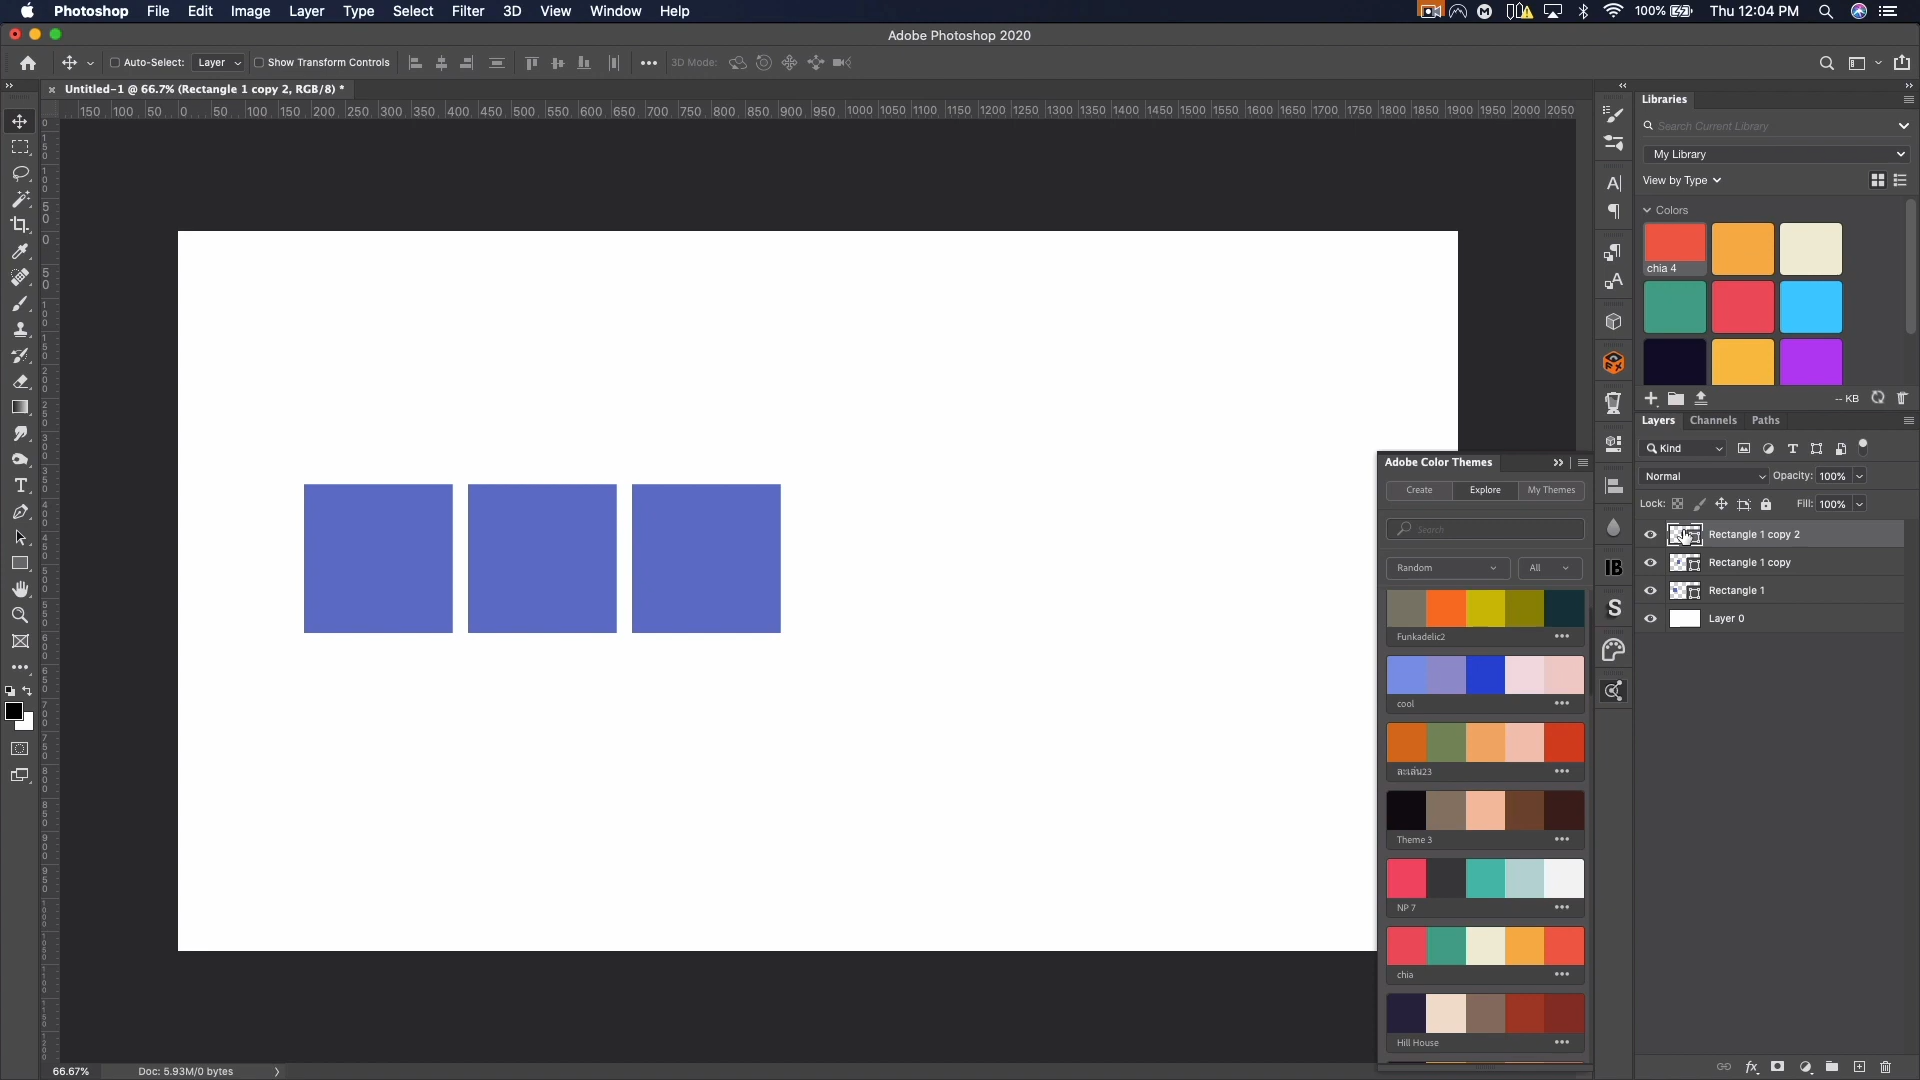 Photoshop File Edit Image Layer Type Select Filter 3D View Window Help 100% Thu 12:04 PM
Adobe Photoshop 2020
Auto-Select: Layer Show Transform Controls 3D Mode:
Untitled-1 @ 66.7% (Rectangle 1 copy 2, RGB/8) *
150 100 50 0 50 100 150 200 250 300 350 400 450 500 550 600 650 700 750 800 850 900 950 1000 1050 1100 1150 1200 1250 1300 1350 1400 1450 1500 1550 1600 1650 1700 1750 1800 1850 1900 1950 2000 2050
Libraries
Search Current Library
My Library
View by Type
Colors
chia 4
-- KB
Layers Channels Paths
Kind
Normal Opacity: 100%
Lock: Fill: 100%
Rectangle 1 copy 2
Rectangle 1 copy
Rectangle 1
Layer 0
Adobe Color Themes
Create Explore My Themes
Search
Random All
Funkadelic2
cool
ละเล่น23
Theme 3
NP 7
chia
Hill House
66.67% Doc: 5.93M/0 bytes